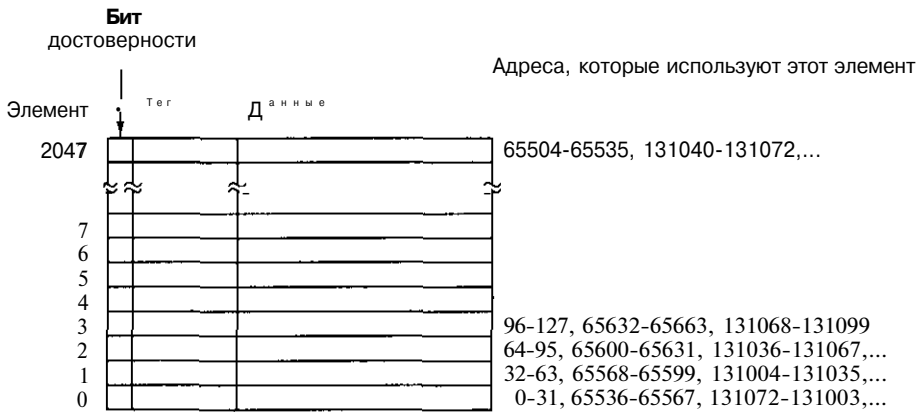 Бит
достоверности
Адреса, которые используют этот элемент
Элемент Тег Данные
2047 65504-65535, 131040-131072,...
7
6
5
4
3 96-127, 65632-65663, 131068-131099
2 64-95, 65600-65631, 131036-131067,...
1 32-63, 65568-65599, 131004-131035,...
0 0-31, 65536-65567, 131072-131003,...